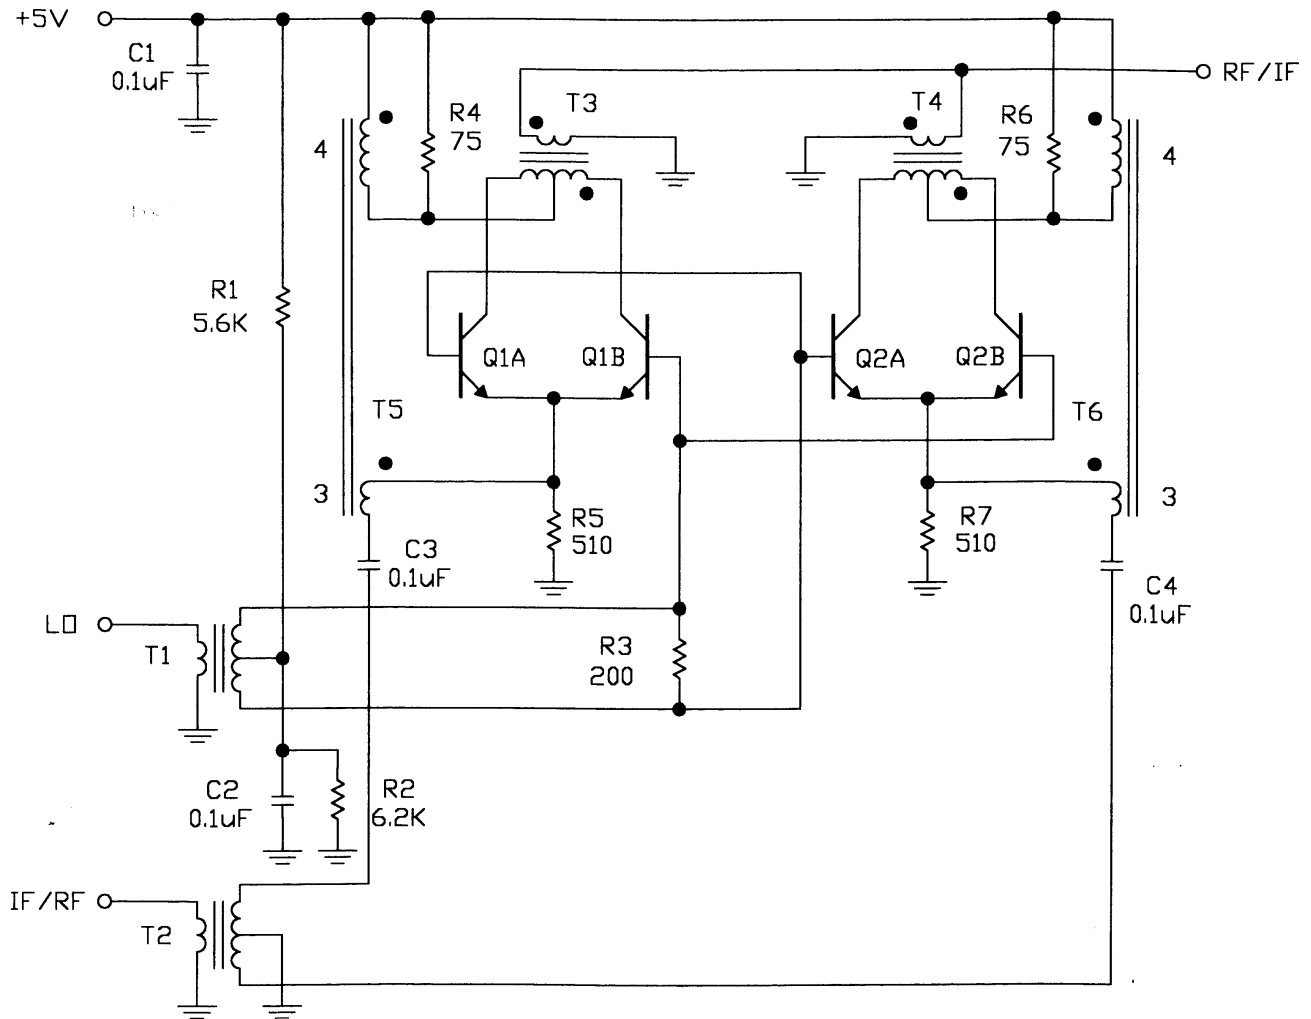 +5V
C1
0.1uF
T3
T4
RF/IF
R4
75
R6
75
4
4
R1
5.6K
Q1A
Q1B
Q2A
Q2B
T5
T6
3
3
R5
510
R7
510
C3
0.1uF
C4
0.1uF
LO
T1
R3
200
C2
0.1uF
R2
6.2K
IF/RF
T2